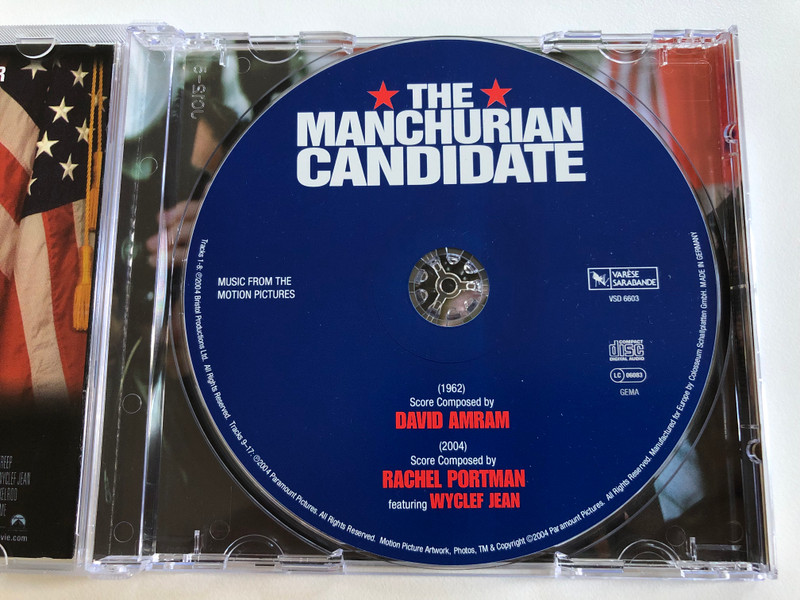 R
THE
MANCHURIAN
CANDIDATE
MUSIC FROM THE
MOTION PICTURES
VARÈSE
SARABANDE
VSD 6603
COMPACT
disc
DIGITAL AUDIO
LC 06083
GEMA
(1962)
Score Composed by
DAVID AMRAM
(2004)
Score Composed by
RACHEL PORTMAN
featuring WYCLEF JEAN
Tracks 1-8: ℗2004 Bristol Productions Ltd. All Rights Reserved. Tracks 9-17: ℗2004 Paramount Pictures. All Rights Reserved. Motion Picture Artwork, Photos, TM & Copyright ©2004 Paramount Pictures. All Rights Reserved. Manufactured for Europe by Colosseum Schallplatten GmbH. MADE IN GERMANY
REEP
WYCLEF JEAN
vie.com